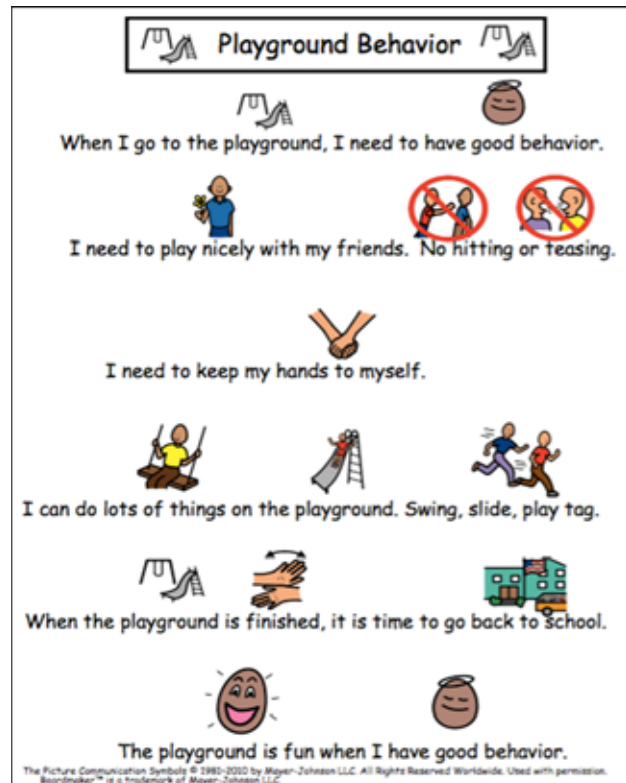 Playground Behavior
When I go to the playground, I need to have good behavior.
I need to play nicely with my friends. No hitting or teasing.
I need to keep my hands to myself.
I can do lots of things on the playground. Swing, slide, play tag.
When the playground is finished, it is time to go back to school.
The playground is fun when I have good behavior.
The Picture Communication Symbols © 1981-2010 by Mayer-Johnson LLC. All Rights Reserved Worldwide. Used with permission.
Boardmaker™ is a trademark of Mayer-Johnson LLC.